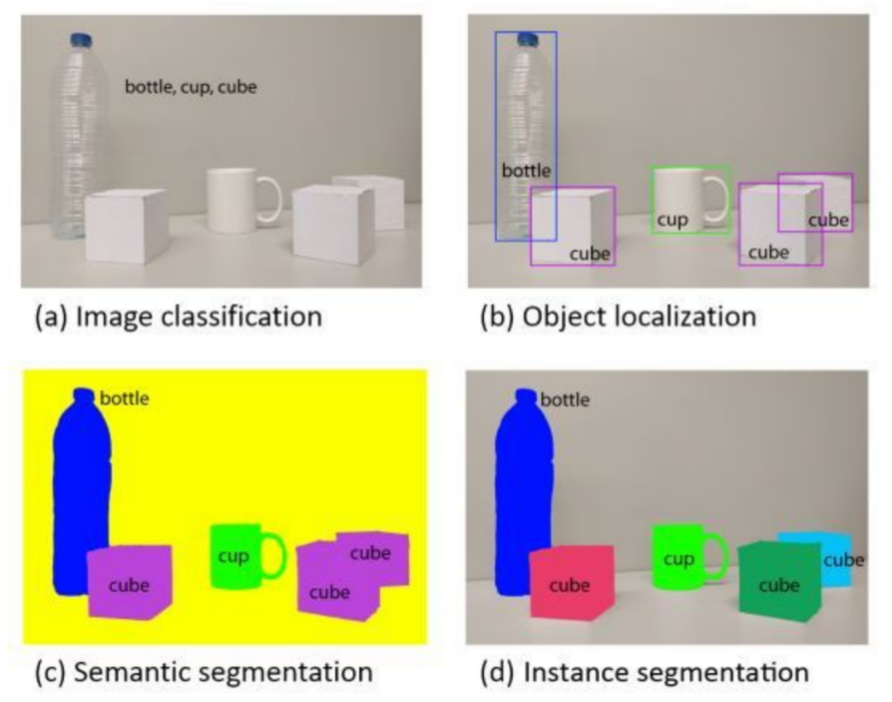 bottle, cup, cube
(a) Image classification
bottle
cup
cube
cube
cube
(b) Object localization
bottle
cup
cube
cube
cube
(c) Semantic segmentation
bottle
cup
cube
cube
cube
(d) Instance segmentation